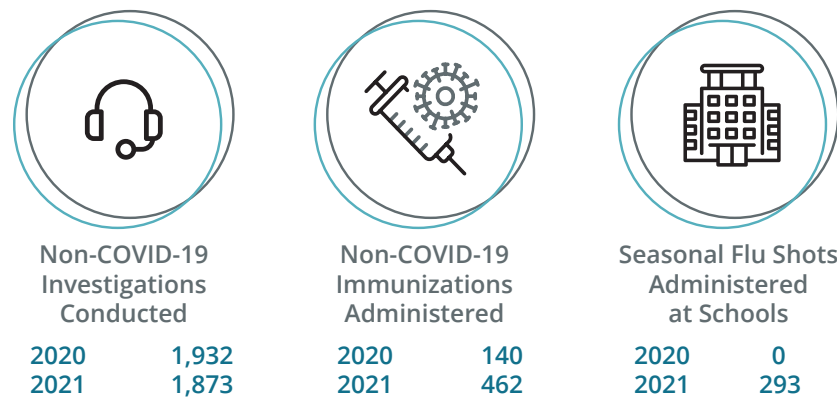 Non-COVID-19
Investigations
Conducted
2020 1,932
2021 1,873
Non-COVID-19
Immunizations
Administered
2020 140
2021 462
Seasonal Flu Shots
Administered
at Schools
2020 0
2021 293